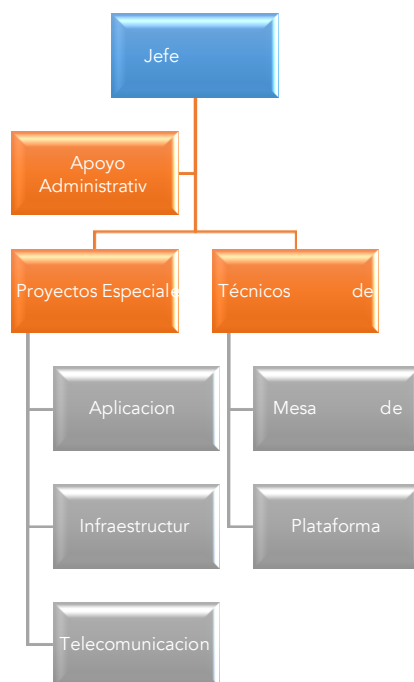 Jefe
Apoyo
Administrativ
Proyectos Especiale
Técnicos de
Aplicacion
Mesa de
Infraestructur
Plataforma
Telecomunicacion